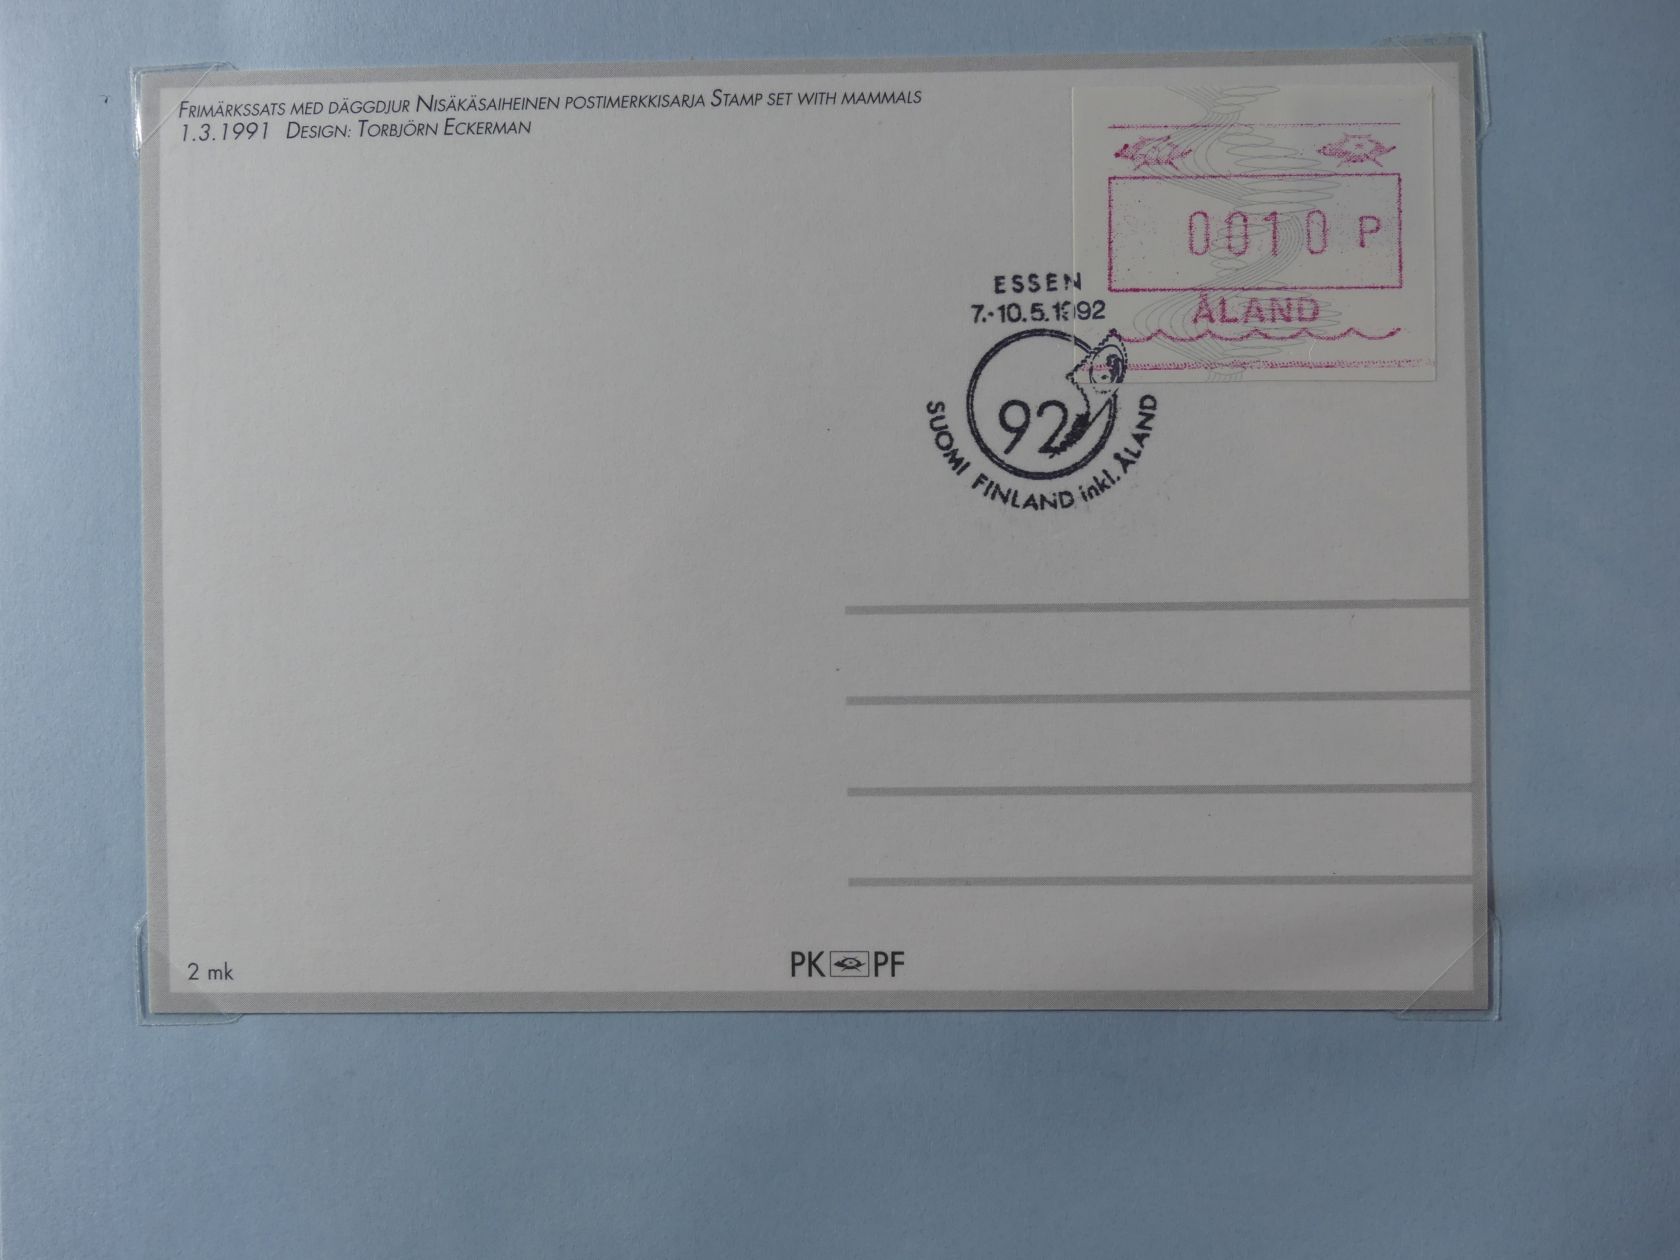 FRIMÄRKSSATS MED DÄGGDJUR NISÄKÄSAIHEINEN POSTIMERKKISARJA STAMP SET WITH MAMMALS
1.3.1991 DESIGN: TORBJÖRN ECKERMAN
0010 P
ÅLAND
ESSEN
7.-10.5.1992
92
SUOMI FINLAND inkl. ÅLAND
2 mk
PK PF